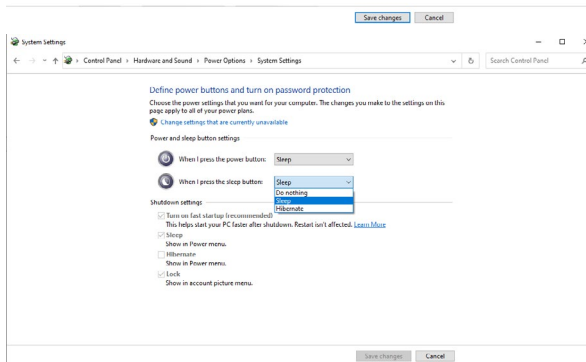 Save changes Cancel
System Settings
Control Panel > Hardware and Sound > Power Options > System Settings
Search Control Panel
Define power buttons and turn on password protection
Choose the power settings that you want for your computer. The changes you make to the settings on this
page apply to all of your power plans.
Change settings that are currently unavailable
Power and sleep button settings
When I press the power button: Sleep
When I press the sleep button: Sleep
Do nothing
Sleep
Hibernate
Shutdown settings
Turn on fast startup (recommended)
This helps start your PC faster after shutdown. Restart isn't affected. Learn More
Sleep
Show in Power menu.
Hibernate
Show in Power menu.
Lock
Show in account picture menu.
Save changes Cancel